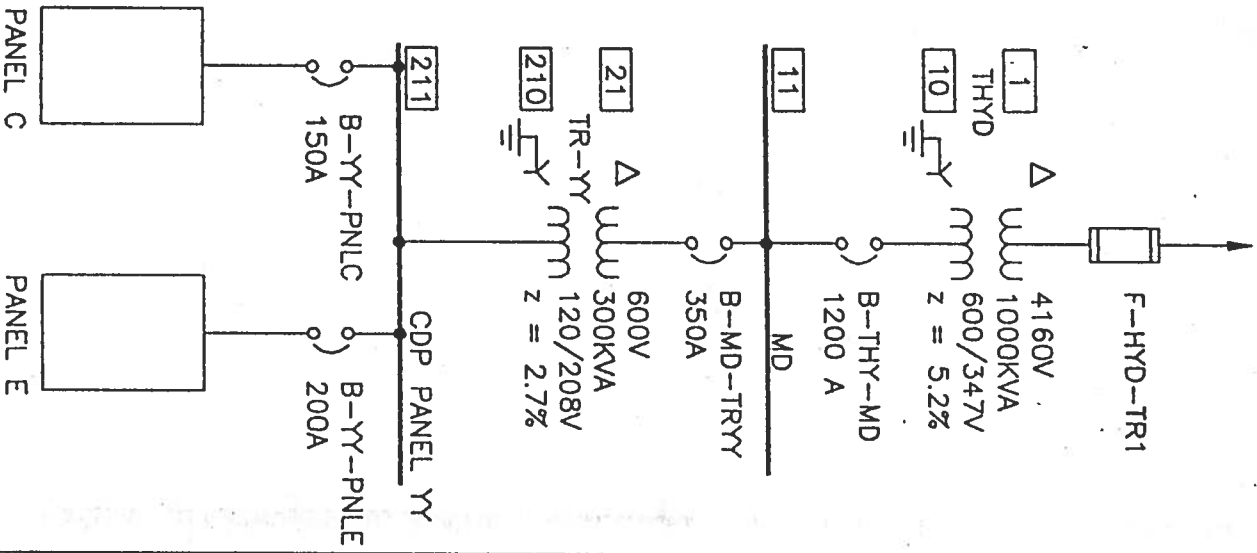 F-HYD-TR1
.1
THYD
10
4160V
1000KVA
600/347V
z = 5.2%
B-THY-MD
1200 A
11
MD
B-MD-TRYY
350A
21
TR-YY
210
600V
300KVA
120/208V
z = 2.7%
211
CDP PANEL YY
B-YY-PNLC
150A
B-YY-PNLE
200A
PANEL C
PANEL E